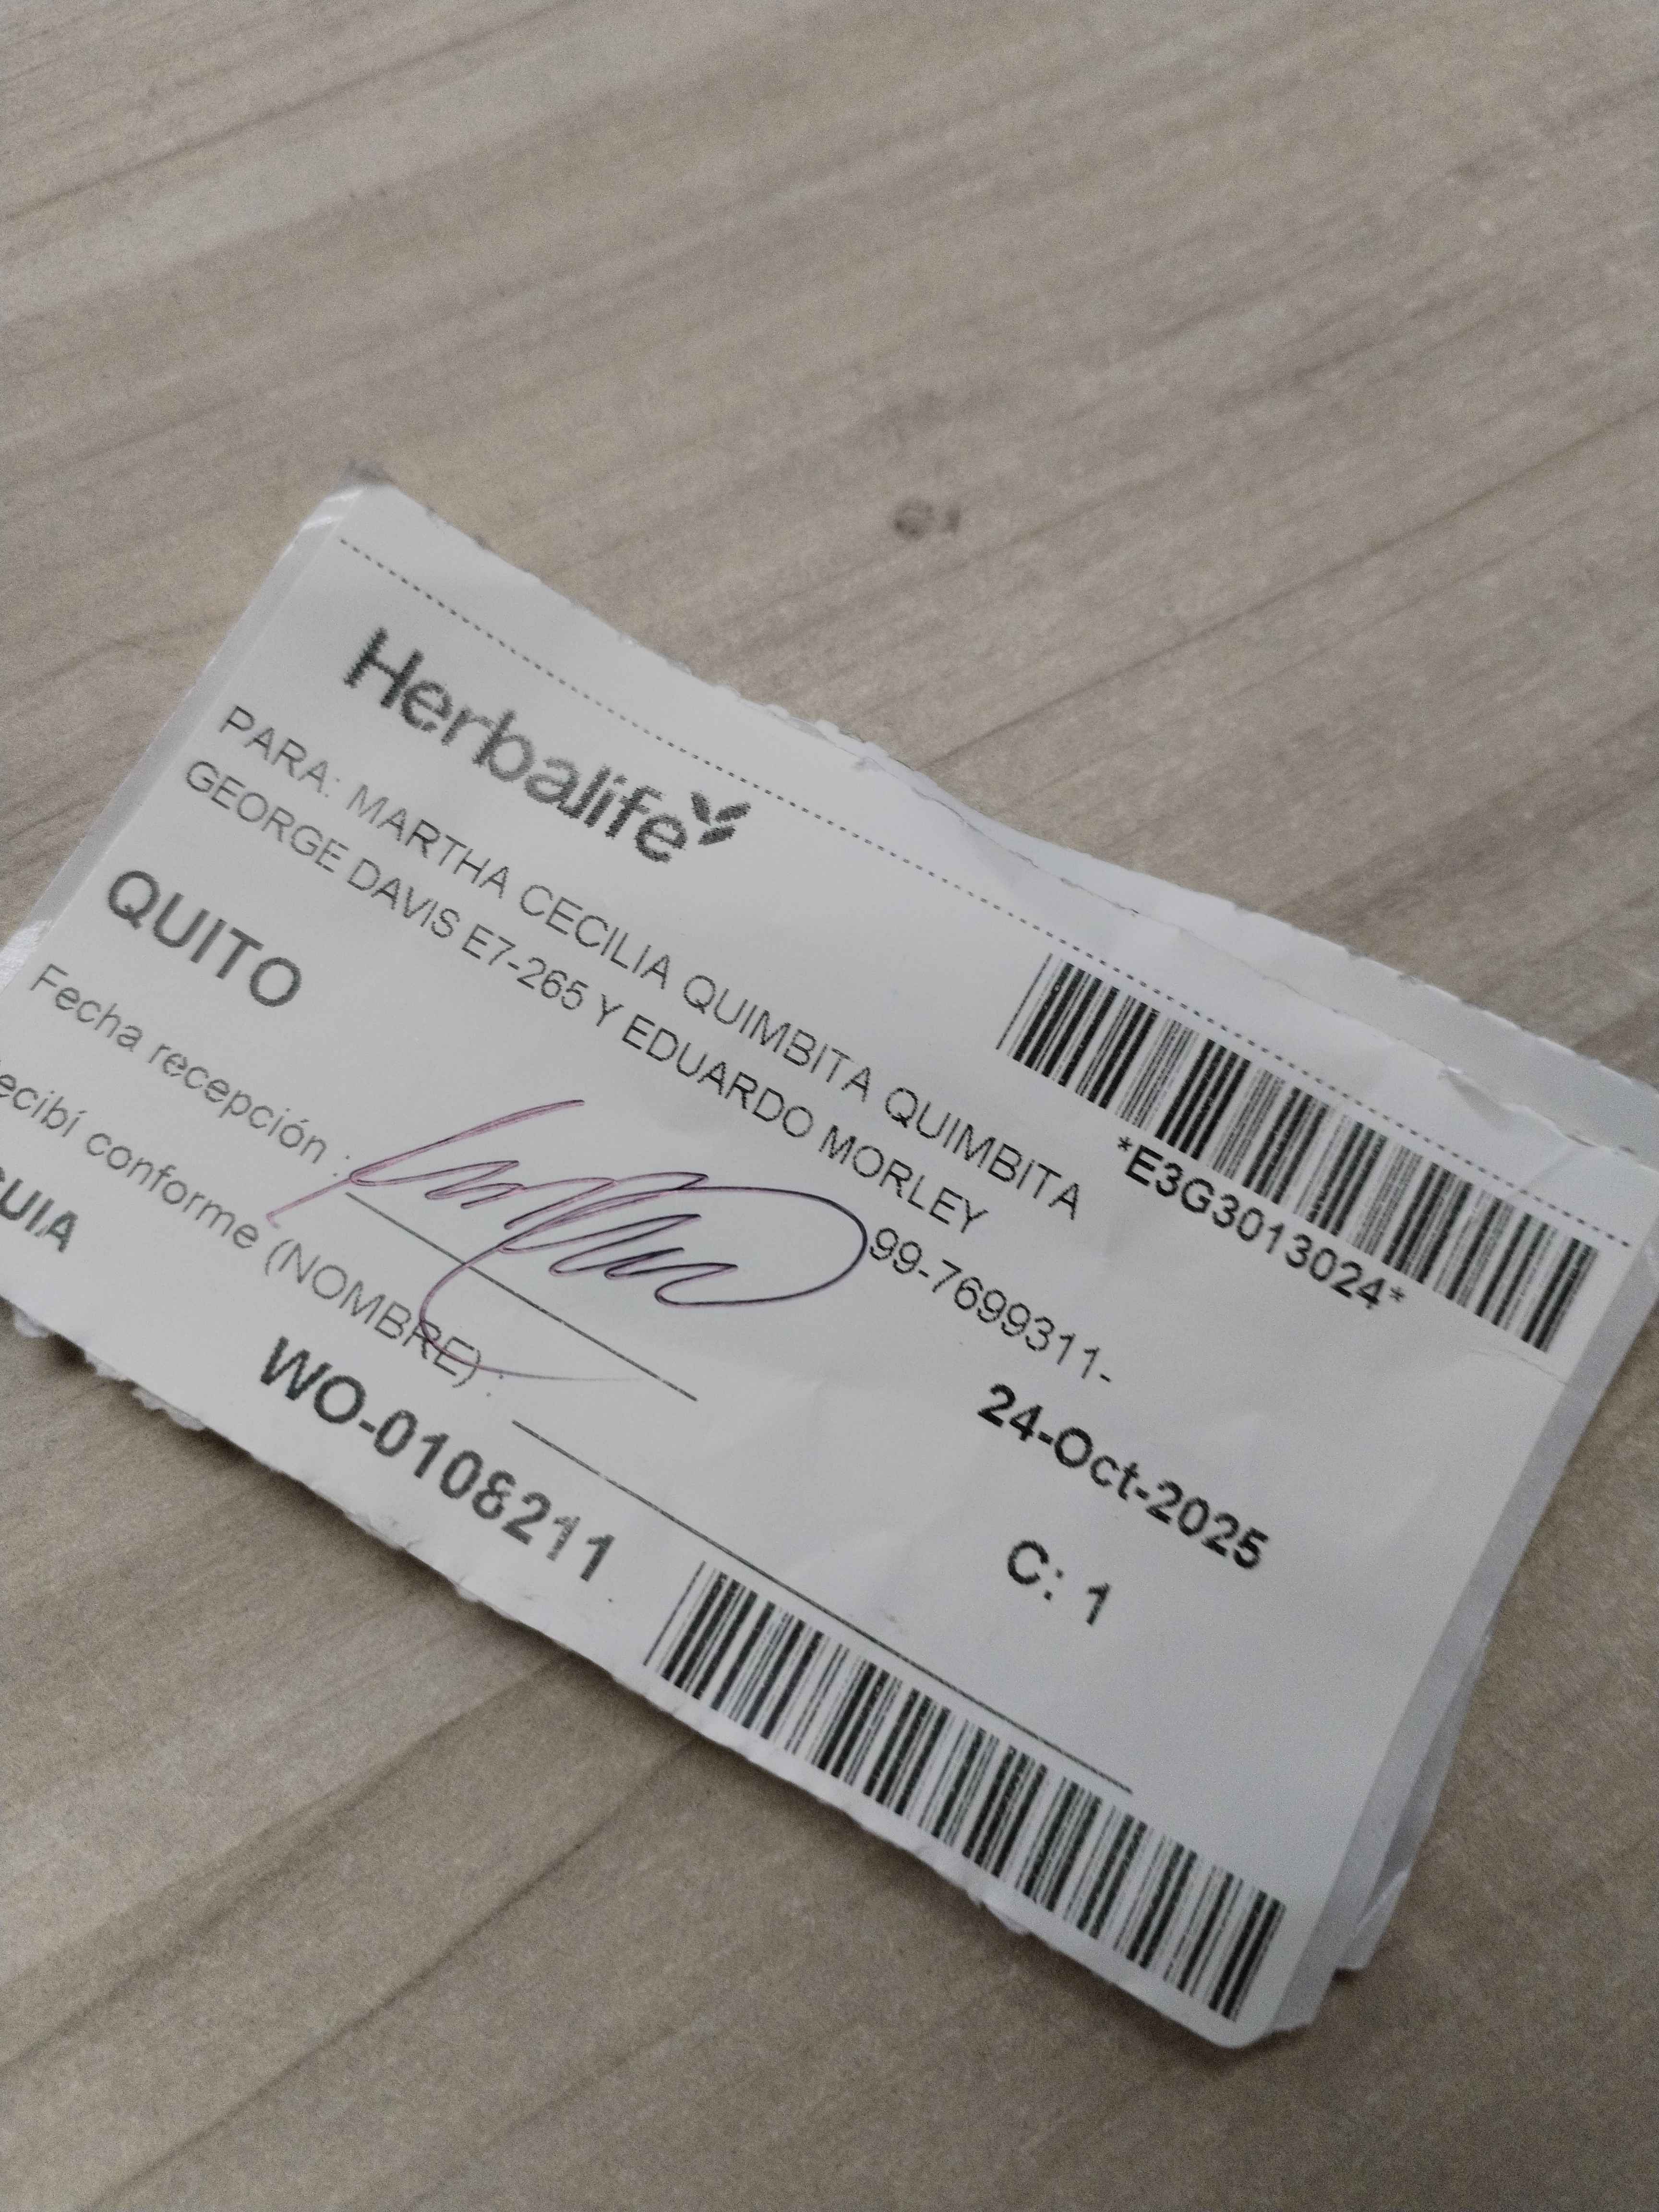 Herbalife
*E3G3013024*
PARA: MARTHA CECILIA QUIMBITA QUIMBITA
GEORGE DAVIS E7-265 Y EDUARDO MORLEY
99-7699311-
QUITO
24-Oct-2025
Fecha recepción :
C: 1
ecibí conforme (NOMBRE) :
UIA WO-0108211